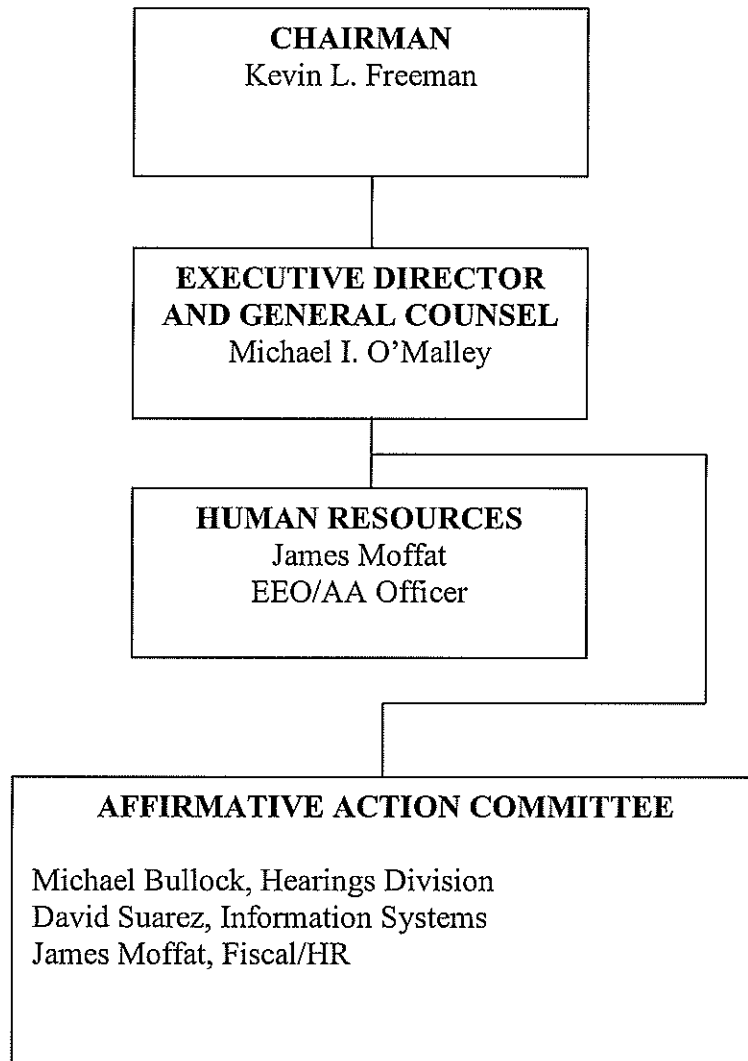 CHAIRMAN
Kevin L. Freeman
EXECUTIVE DIRECTOR
AND GENERAL COUNSEL
Michael I. O’Malley
HUMAN RESOURCES
James Moffat
EEO/AA Officer
AFFIRMATIVE ACTION COMMITTEE
Michael Bullock, Hearings Division
David Suarez, Information Systems
James Moffat, Fiscal/HR